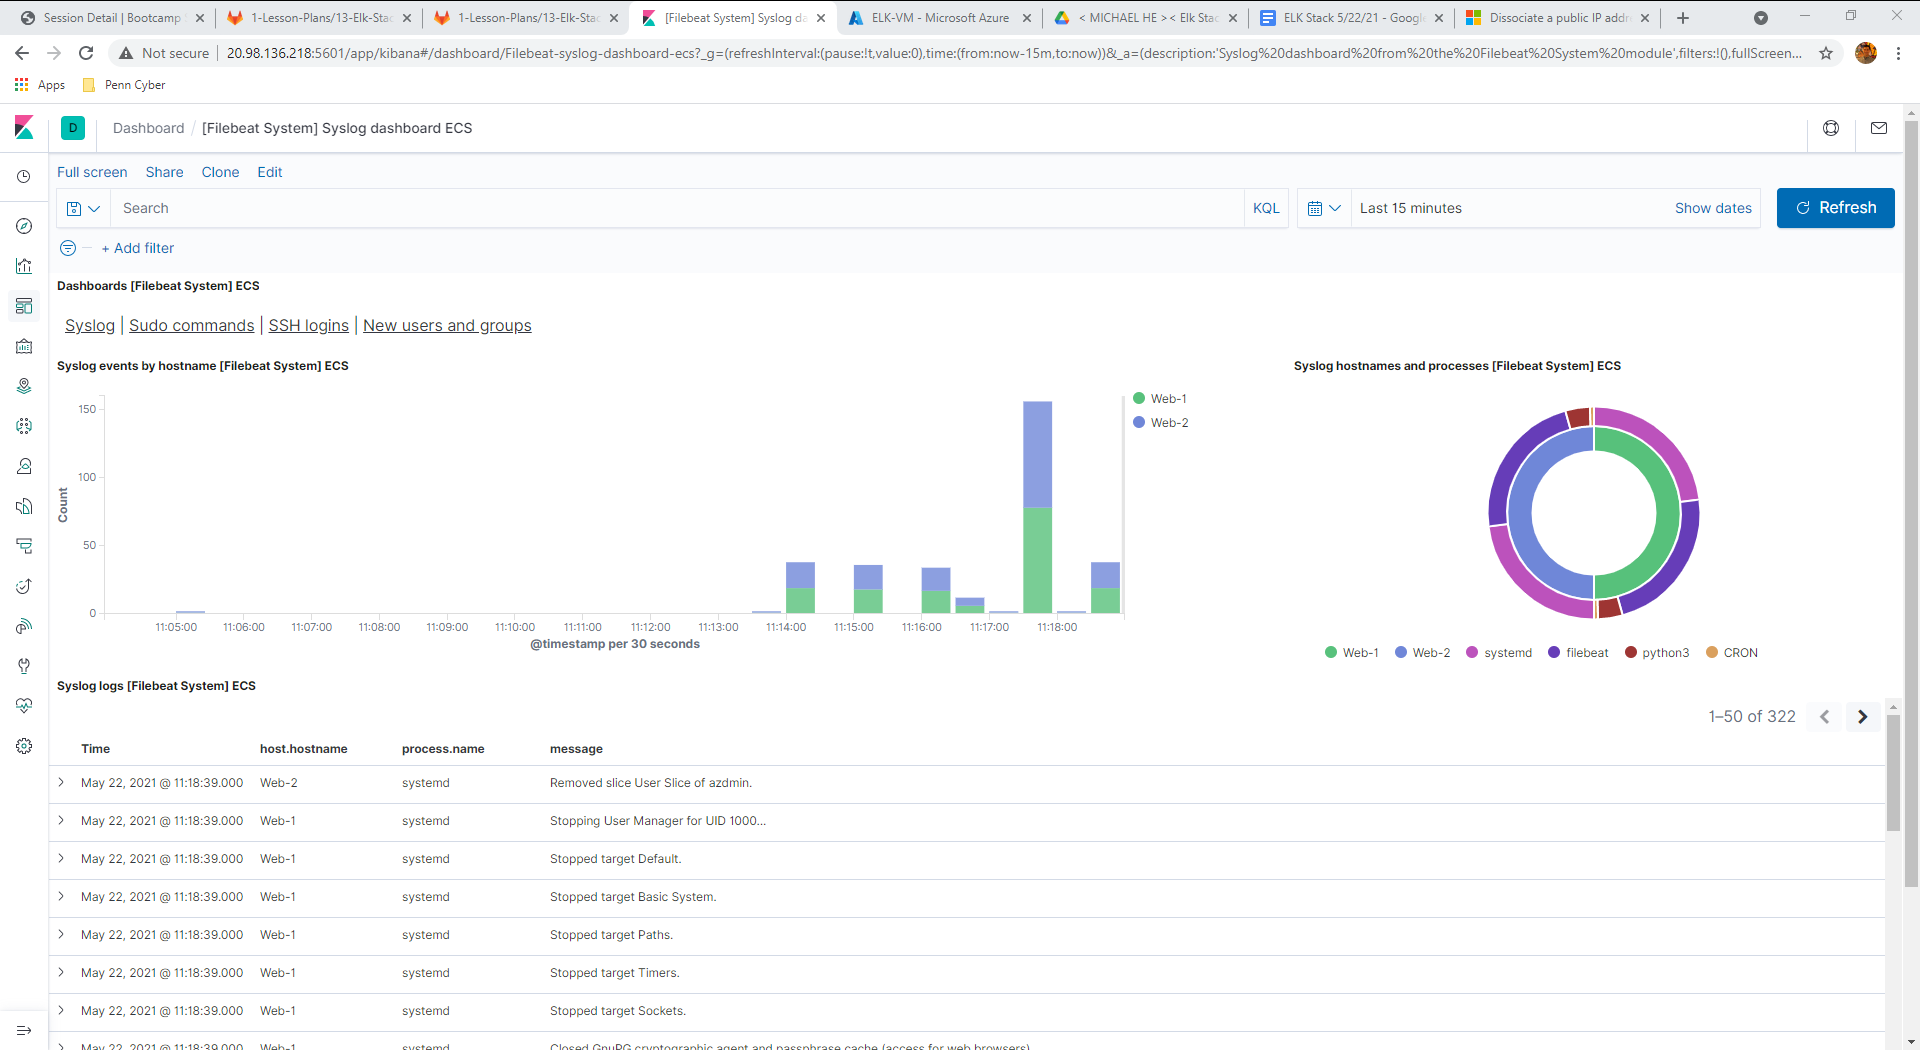 Session Detail | Bootcamp
1-Lesson-Plans/13-Elk-Stac
1-Lesson-Plans/13-Elk-Stac
[Filebeat System] Syslog da
ELK-VM - Microsoft Azure
< MICHAEL HE > < Elk Stac
ELK Stack 5/22/21 - Google
Dissociate a public IP addr
Not secure
20.98.136.218:5601/app/kibana#/dashboard/Filebeat-syslog-dashboard-ecs?_g=(refreshInterval:(pause:!t,value:0),time:(from:now-15m,to:now))&_a=(description:'Syslog%20dashboard%20from%20the%20Filebeat%20System%20module',filters:!(),fullScreen...
Apps
Penn Cyber
D
Dashboard / [Filebeat System] Syslog dashboard ECS
Full screen Share Clone Edit
Search
KQL
Last 15 minutes
Show dates
Refresh
+ Add filter
Dashboards [Filebeat System] ECS
Syslog | Sudo commands | SSH logins | New users and groups
Syslog events by hostname [Filebeat System] ECS
Count
150
100
50
0
11:05:00 11:06:00 11:07:00 11:08:00 11:09:00 11:10:00 11:11:00 11:12:00 11:13:00 11:14:00 11:15:00 11:16:00 11:17:00 11:18:00
@timestamp per 30 seconds
Web-1
Web-2
Syslog hostnames and processes [Filebeat System] ECS
Web-1 Web-2 systemd filebeat python3 CRON
Syslog logs [Filebeat System] ECS
1–50 of 322
Time host.hostname process.name message
May 22, 2021 @ 11:18:39.000 Web-2 systemd Removed slice User Slice of azdmin.
May 22, 2021 @ 11:18:39.000 Web-1 systemd Stopping User Manager for UID 1000...
May 22, 2021 @ 11:18:39.000 Web-1 systemd Stopped target Default.
May 22, 2021 @ 11:18:39.000 Web-1 systemd Stopped target Basic System.
May 22, 2021 @ 11:18:39.000 Web-1 systemd Stopped target Paths.
May 22, 2021 @ 11:18:39.000 Web-1 systemd Stopped target Timers.
May 22, 2021 @ 11:18:39.000 Web-1 systemd Stopped target Sockets.
May 22, 2021 @ 11:18:39.000 Web-1 systemd Closed GnuPG cryptographic agent and passphrase cache (access for web browsers).